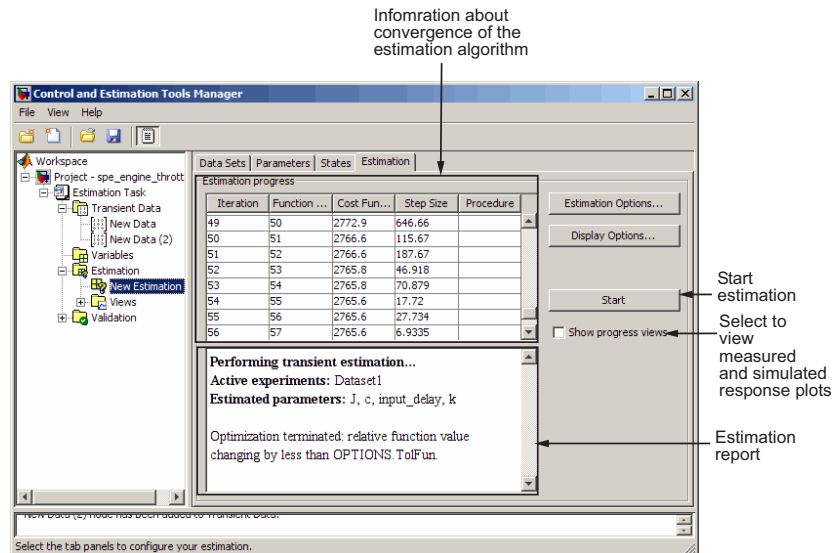 Infomration about
convergence of the
estimation algorithm
Control and Estimation Tools Manager
File View Help
Workspace
Project - spe_engine_thrott
Estimation Task
Transient Data
New Data
New Data (2)
Variables
Estimation
New Estimation
Views
Validation
Data Sets Parameters States Estimation
Estimation progress
Iteration Function ... Cost Fun... Step Size Procedure
49 50 2772.9 646.66
50 51 2766.6 115.67
51 52 2766.6 187.67
52 53 2765.8 46.918
53 54 2765.8 70.879
54 55 2765.6 17.72
55 56 2765.6 27.734
56 57 2765.6 6.9335
Estimation Options...
Display Options...
Start
Show progress views
Performing transient estimation...
Active experiments: Dataset1
Estimated parameters: J, c, input_delay, k
Optimization terminated: relative function value
changing by less than OPTIONS.TolFun.
Start
estimation
Select to
view
measured
and simulated
response plots
Estimation
report
New Data (2) node has been added to Transient Data.
Select the tab panels to configure your estimation.